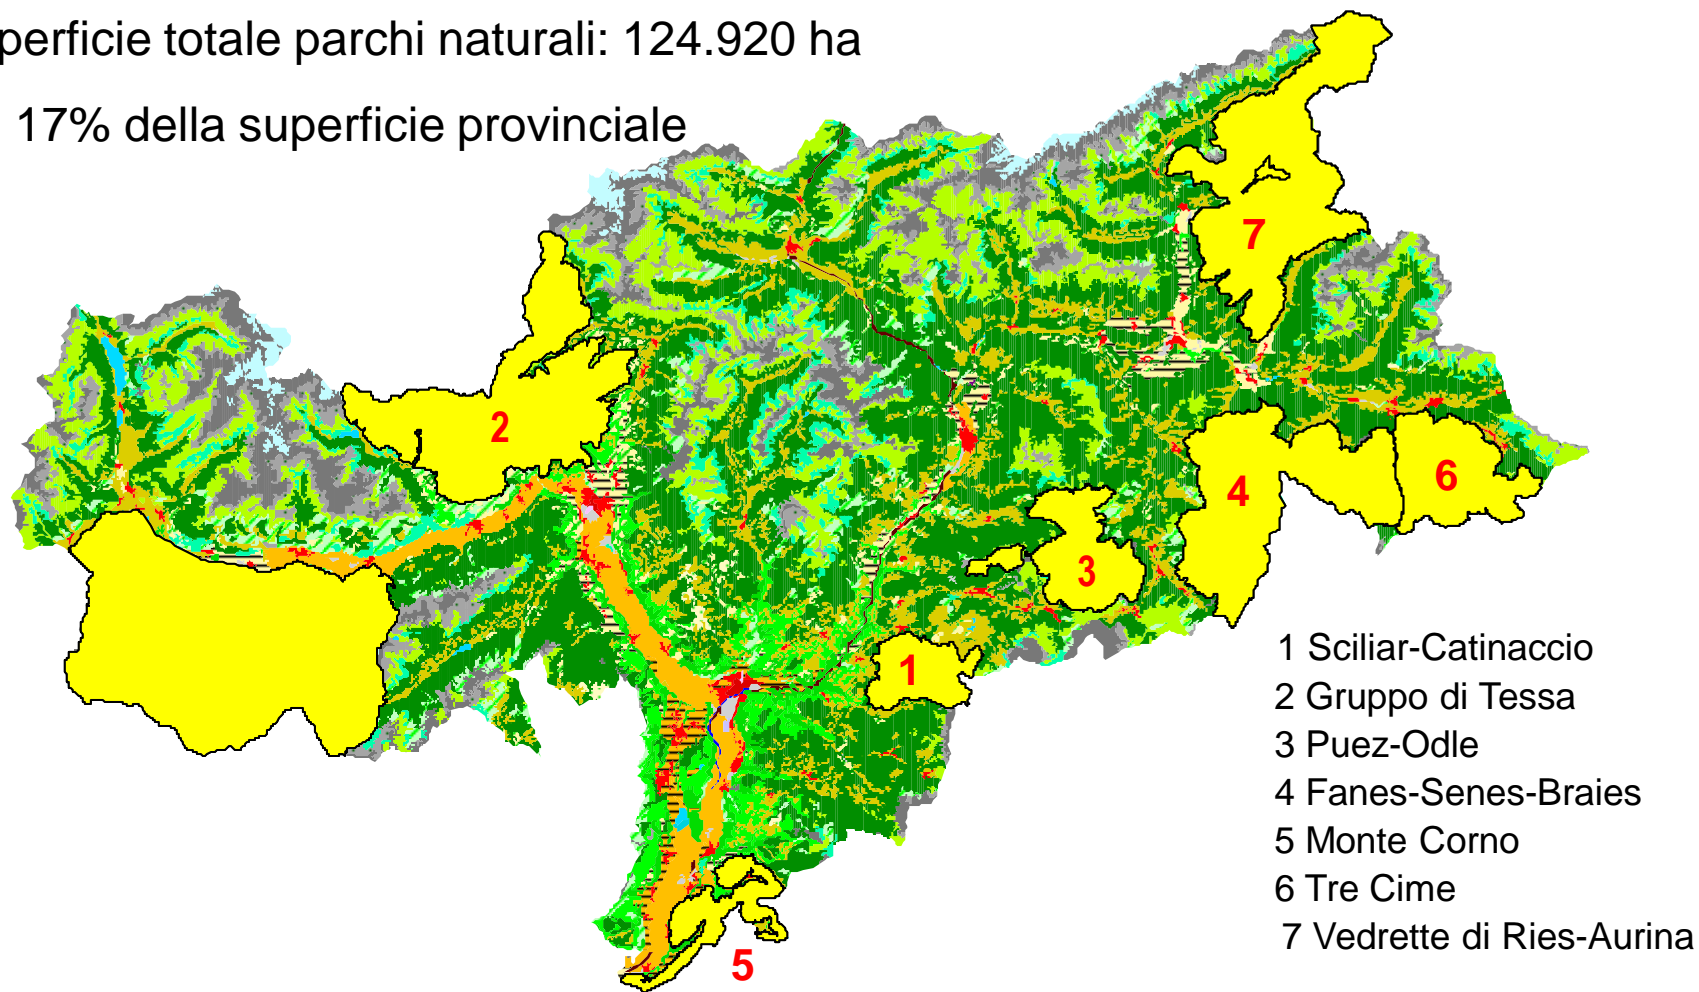 perficie totale parchi naturali: 124.920 ha
17% della superficie provinciale
7
2
6
4
3
1
5
1 Sciliar-Catinaccio
2 Gruppo di Tessa
3 Puez-Odle
4 Fanes-Senes-Braies
5 Monte Corno
6 Tre Cime
7 Vedrette di Ries-Aurina